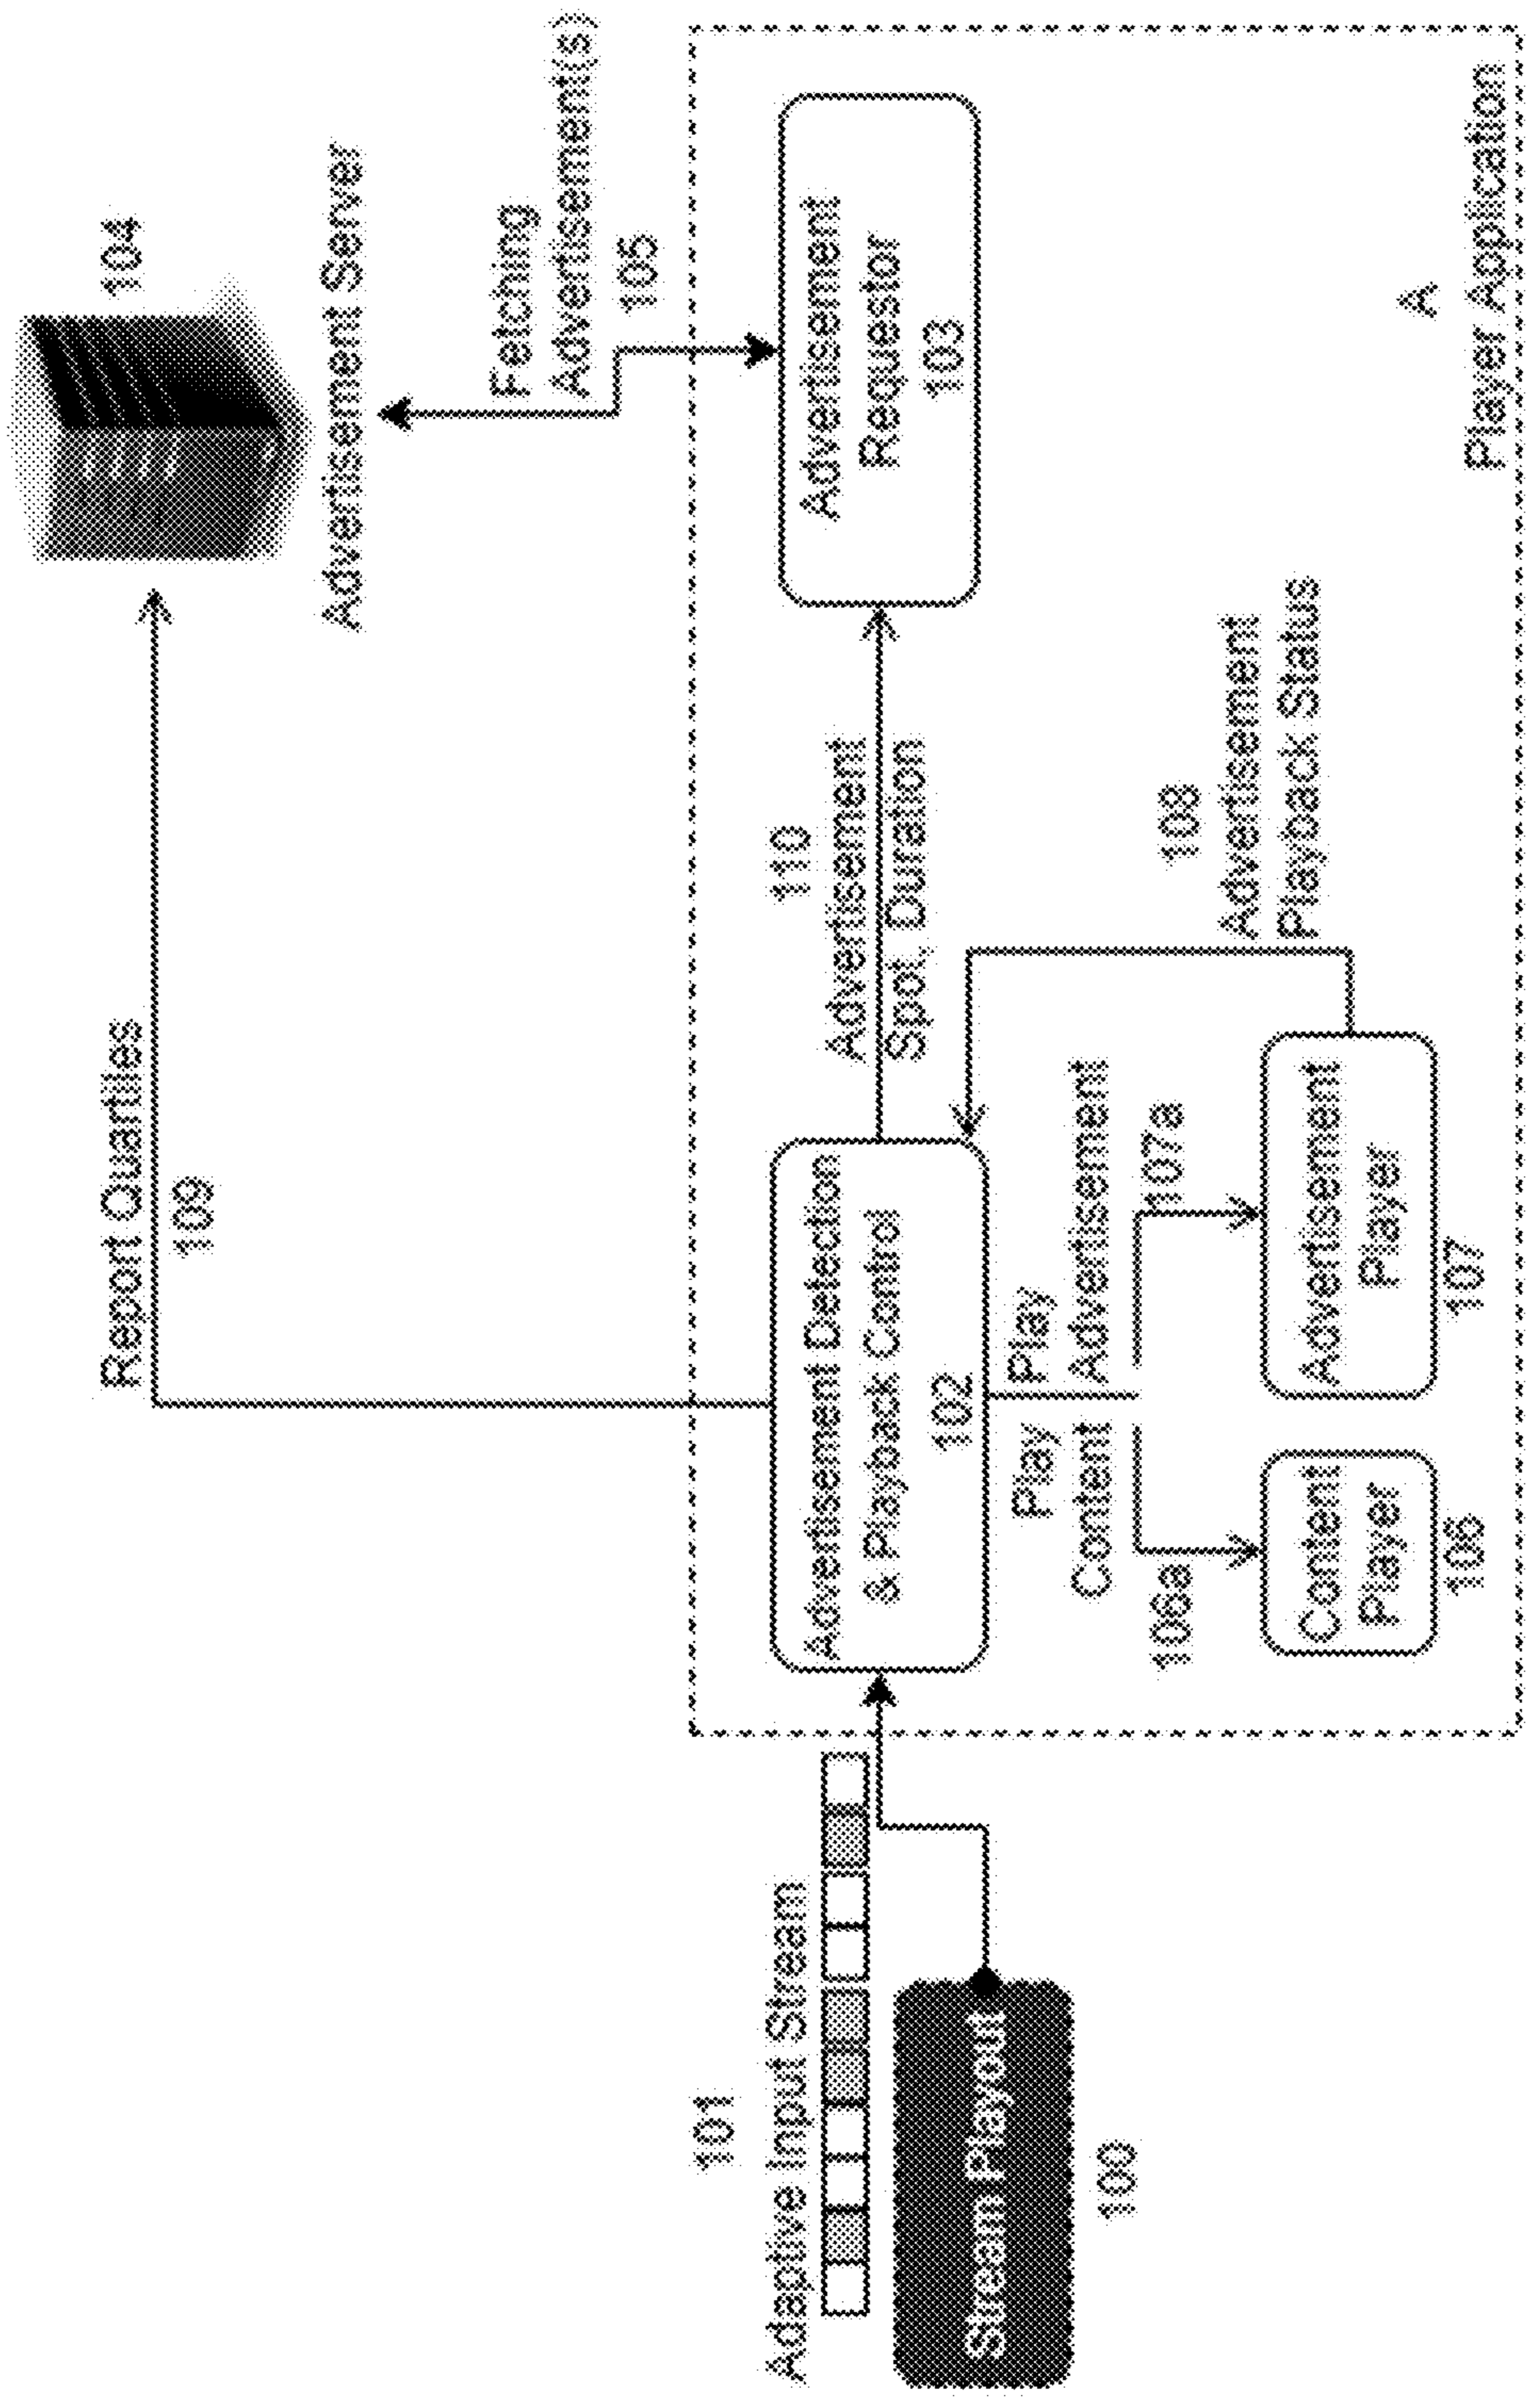 Report Quartiles
109
104
Advertisement Server
Fetching
Advertisement(s)
105
101
Adaptive Input Stream
Stream Playout
100
Advertisement Detection
& Playback Control
102
110
Advertisement
Spot, Duration
Advertisement
Requestor
103
Play
Content
Play
Advertisement
106a
107a
108
Advertisement
Playback Status
Content
Player
106
Advertisement
Player
107
A
Player Application